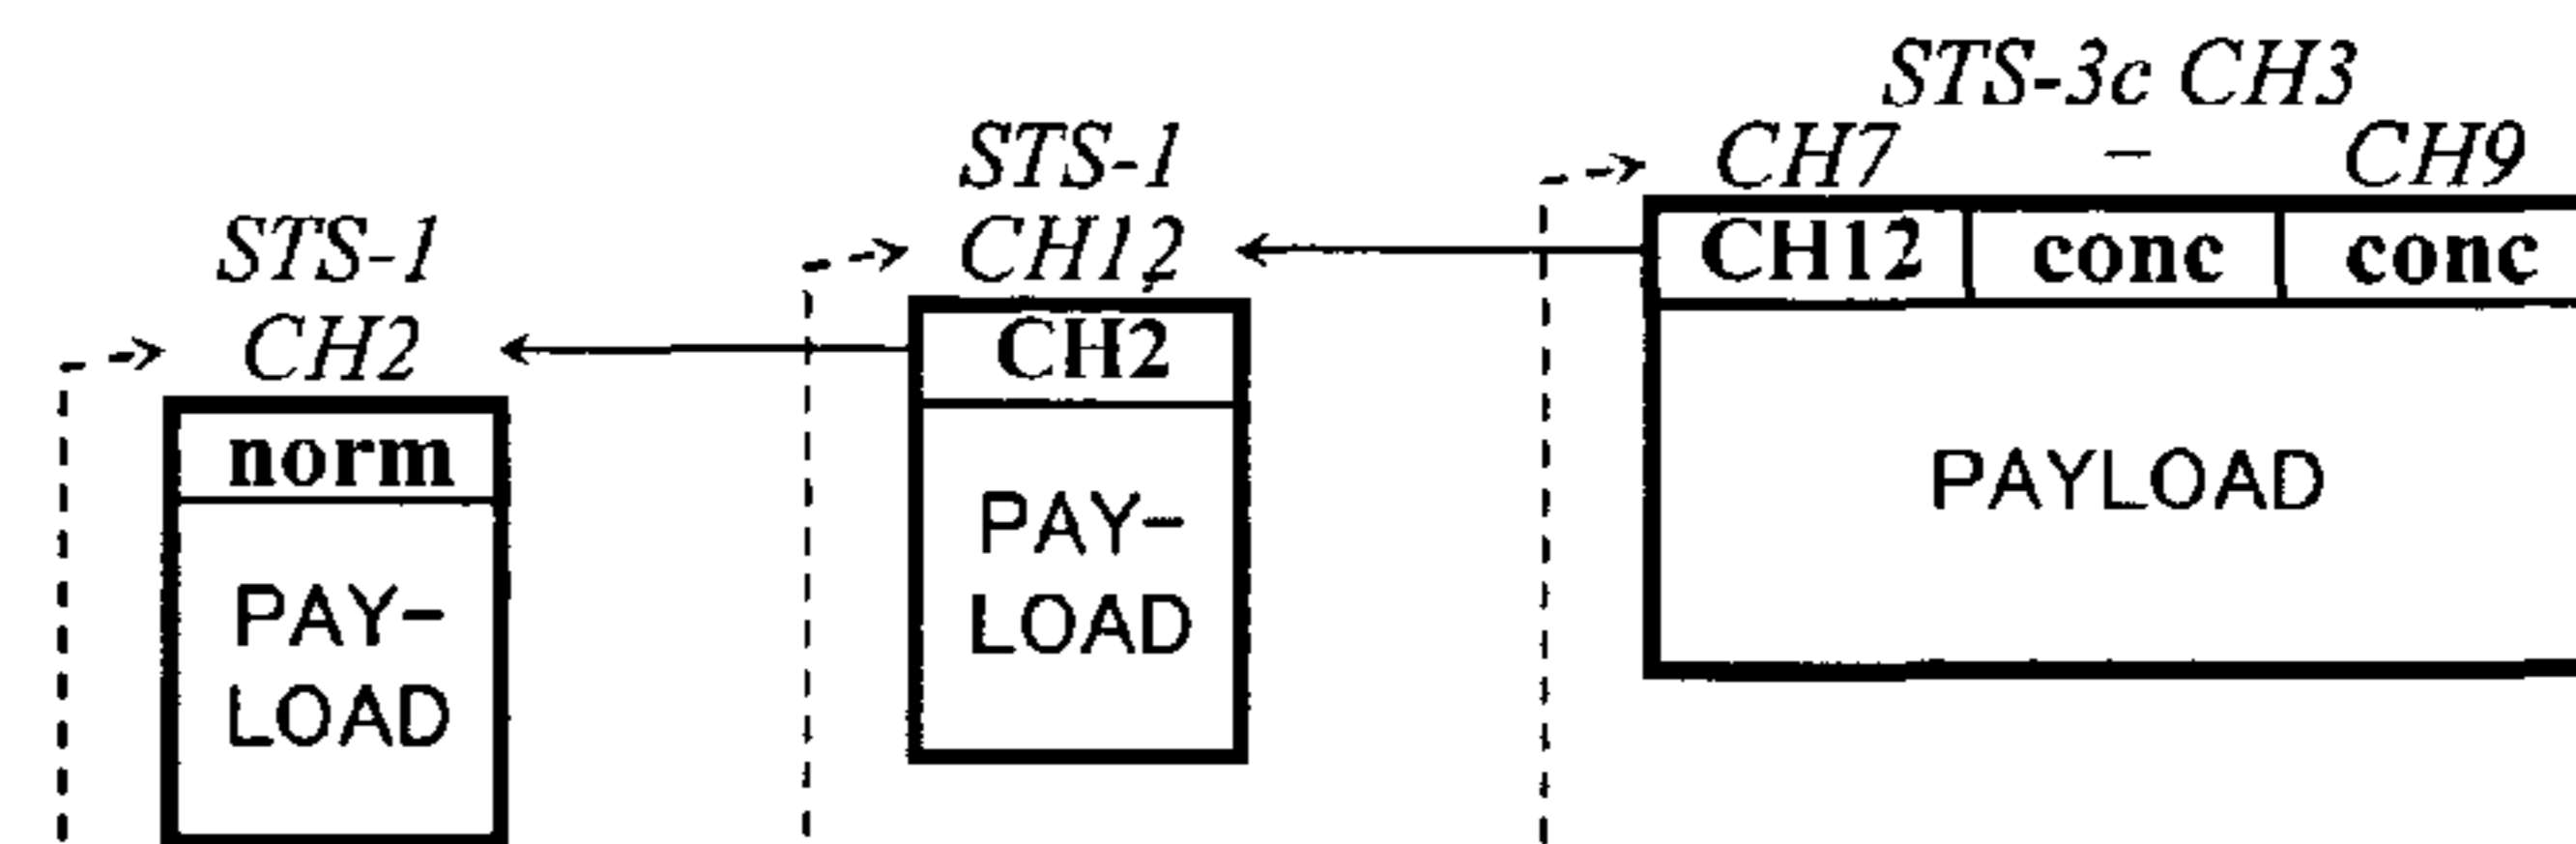 STS-1
CH2
norm
PAY-
LOAD
STS-1
CH12
CH2
PAY-
LOAD
STS-3c CH3
CH7 – CH9
CH12 conc conc
PAYLOAD